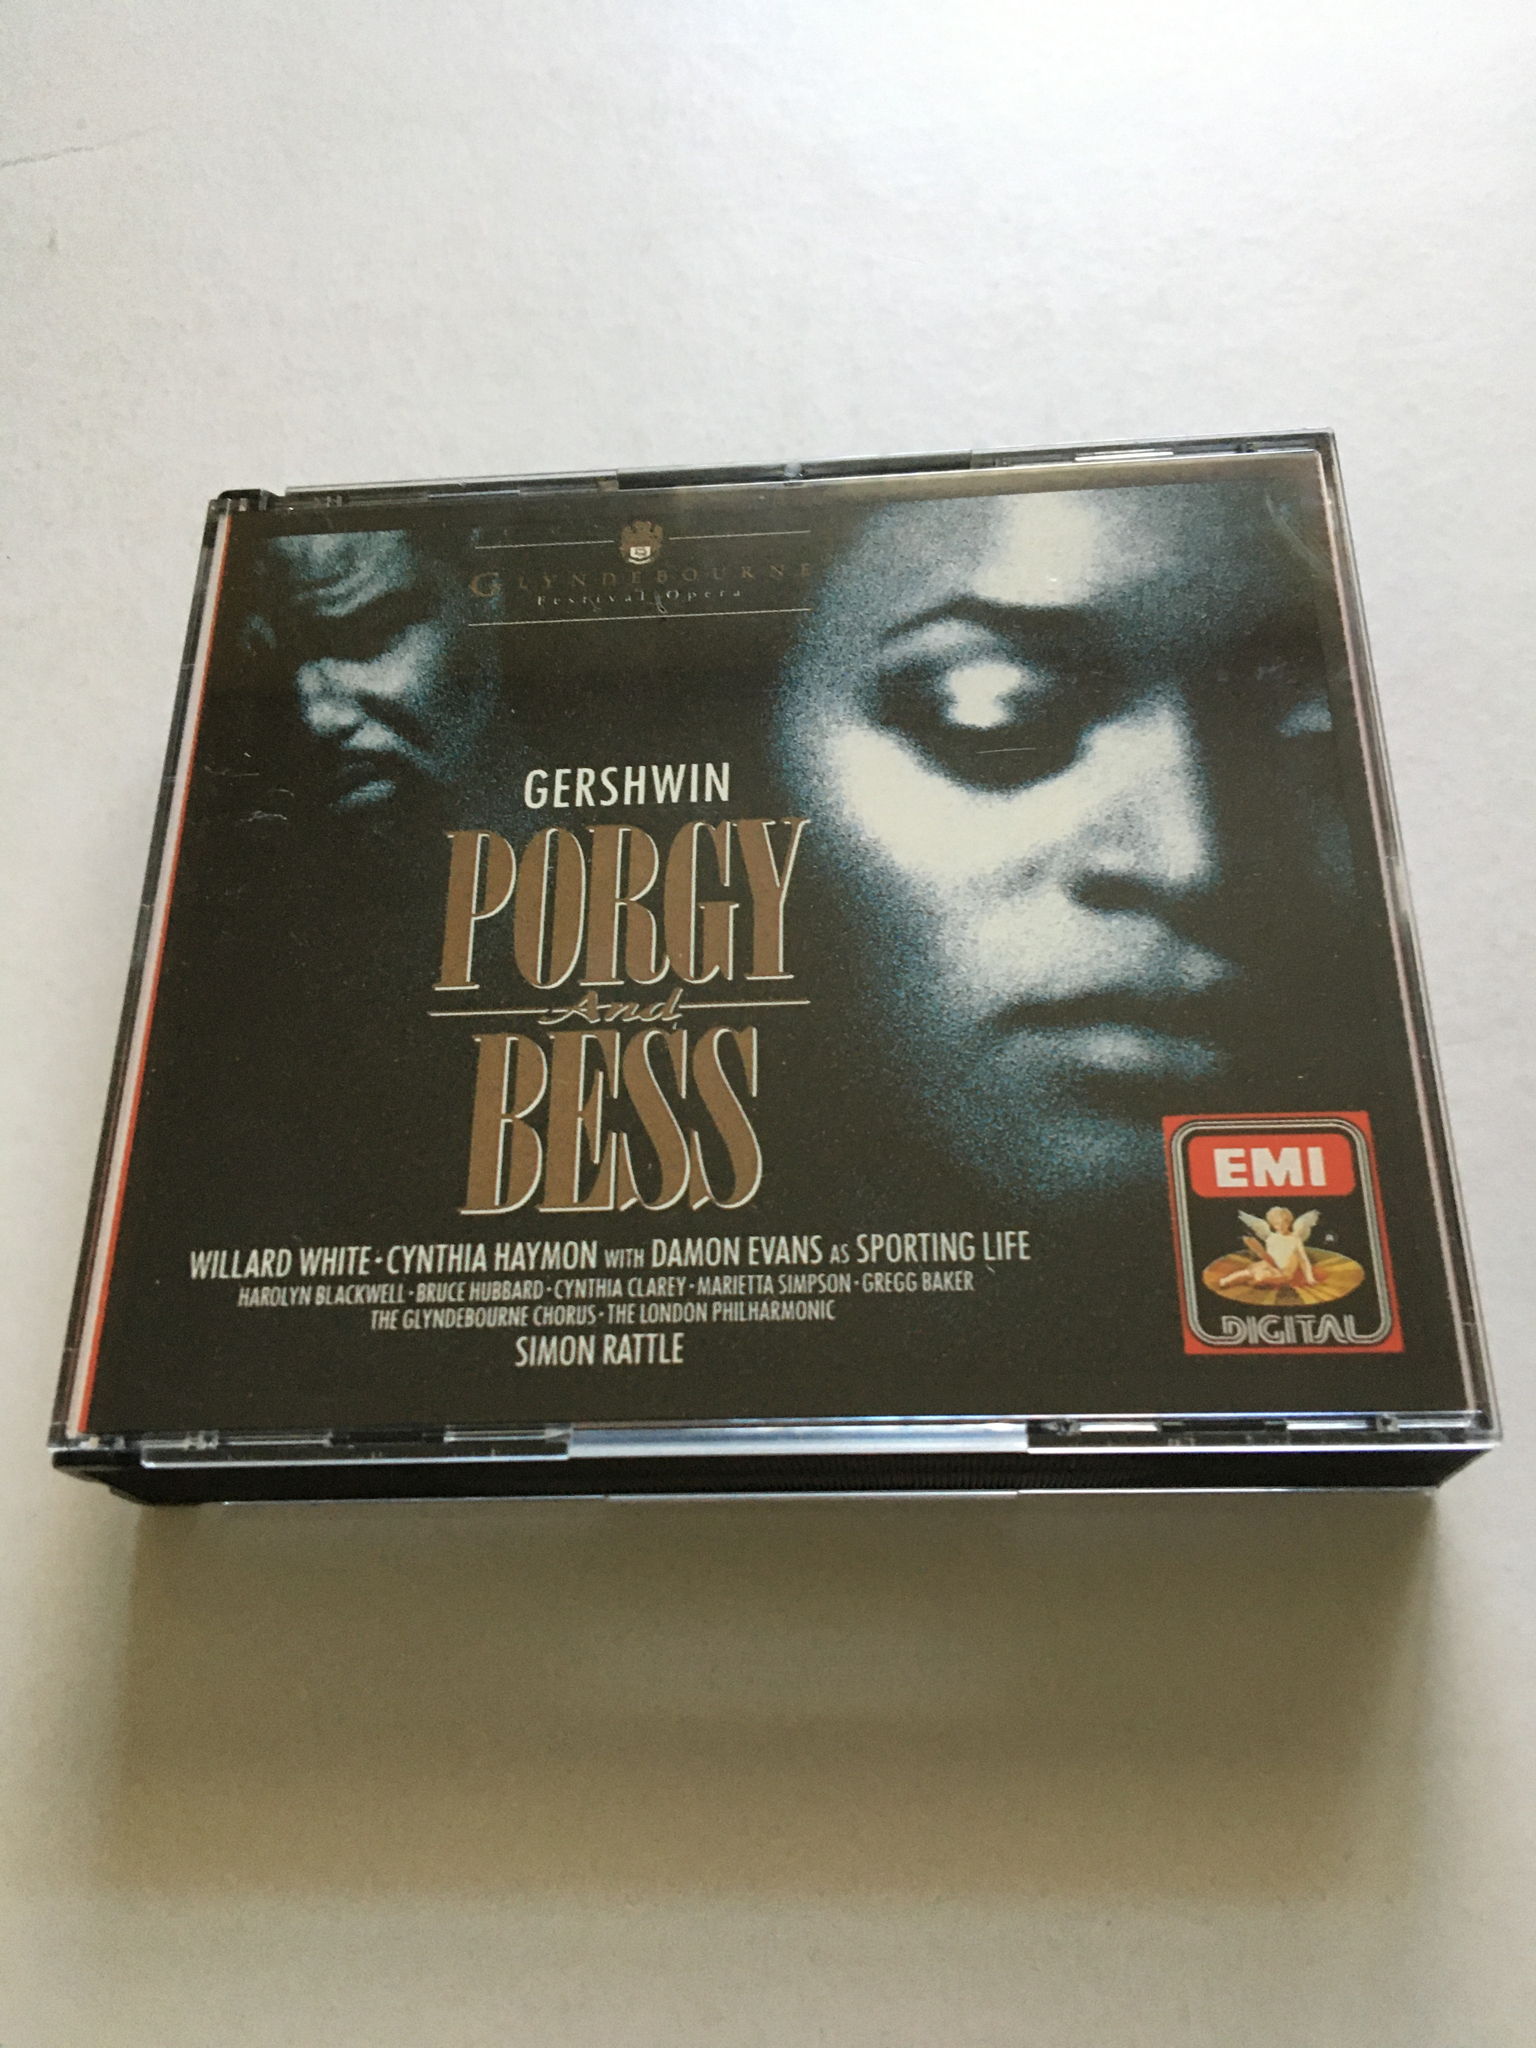 GLYNDEBOURNE
Festival Opera
GERSHWIN
PORGY
And
BESS
WILLARD WHITE · CYNTHIA HAYMON WITH DAMON EVANS AS SPORTING LIFE
HAROLYN BLACKWELL · BRUCE HUBBARD · CYNTHIA CLAREY · MARIETTA SIMPSON · GREGG BAKER
THE GLYNDEBOURNE CHORUS · THE LONDON PHILHARMONIC
SIMON RATTLE
EMI
DIGITAL